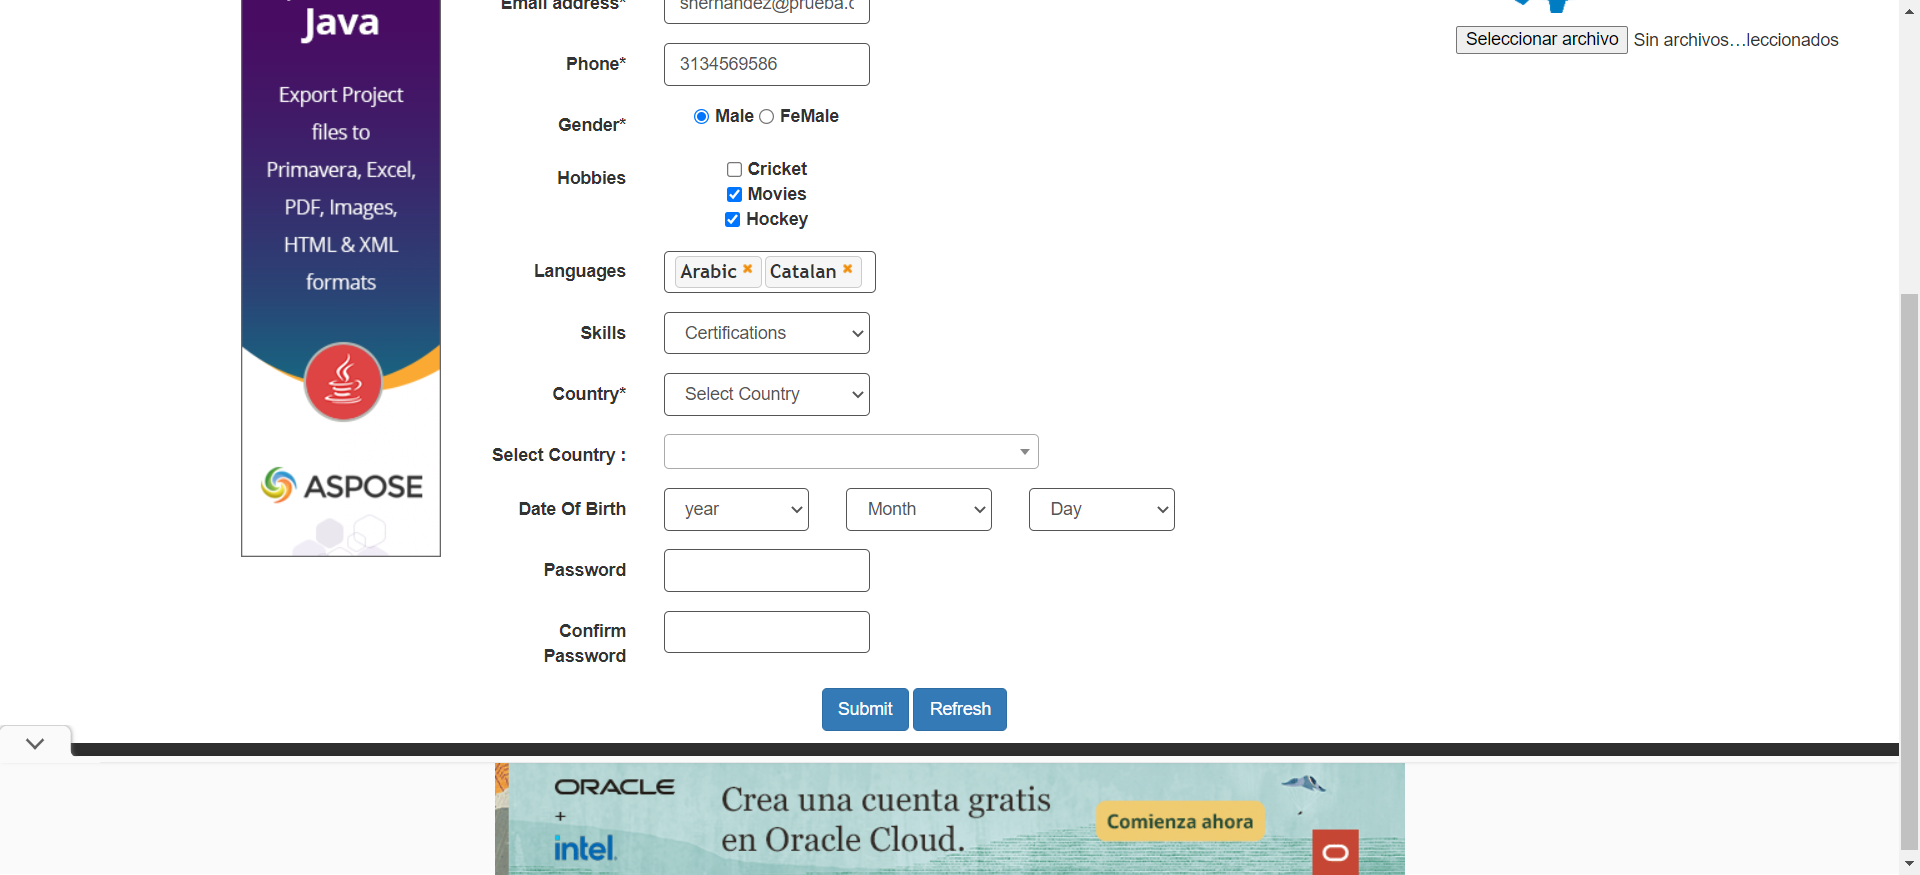 Java
Export Project
files to
Primavera, Excel,
PDF, Images,
HTML & XML
formats
ASPOSE
Email address*
shernandez@prueba.c
Seleccionar archivo Sin archivos…leccionados
Phone* 3134569586
Gender* Male FeMale
Hobbies
Cricket
Movies
Hockey
Languages Arabic Catalan
Skills Certifications
Country* Select Country
Select Country :
Date Of Birth year Month Day
Password
Confirm
Password
Submit Refresh
ORACLE
+
intel.
Crea una cuenta gratis
en Oracle Cloud.
Comienza ahora